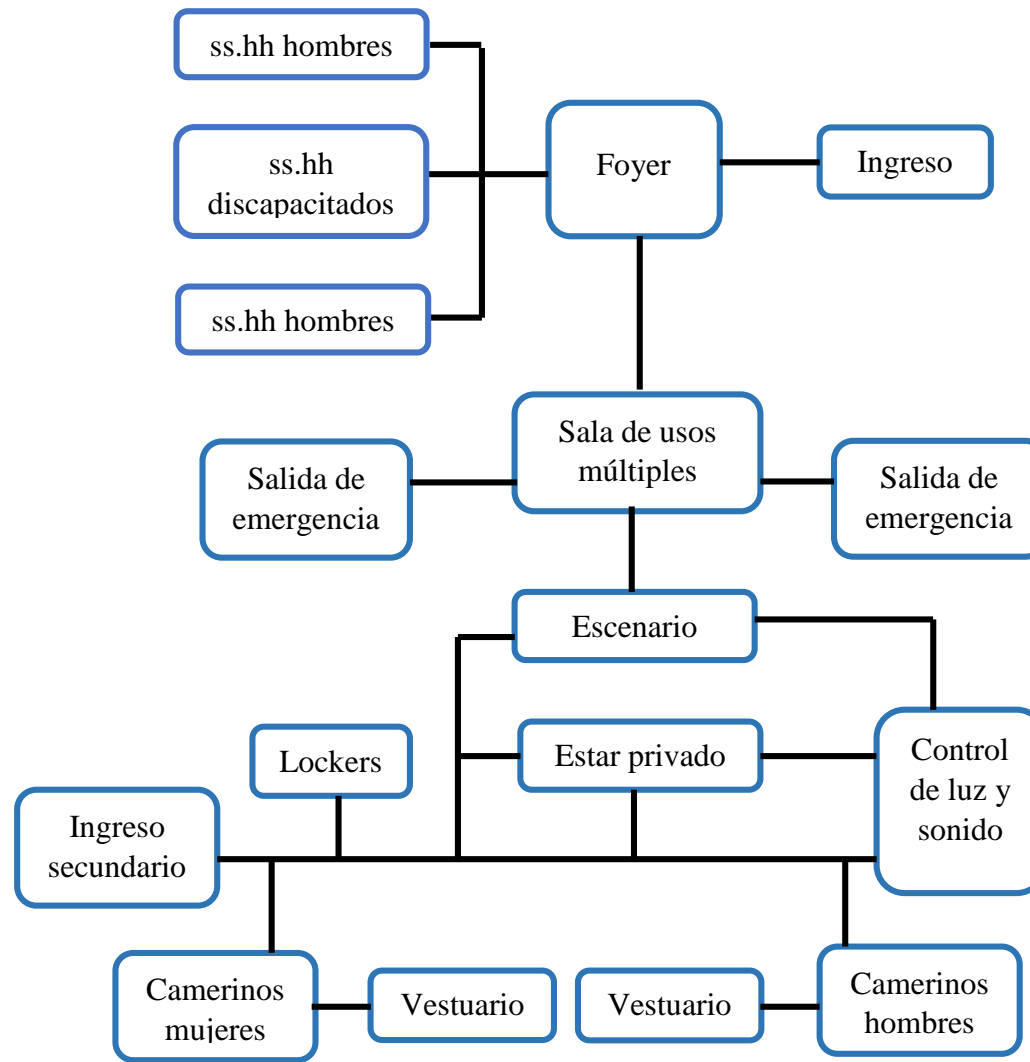 ss.hh hombres
Foyer
Ingreso
ss.hh
discapacitados
ss.hh hombres
Sala de usos
múltiples
Salida de
emergencia
Salida de
emergencia
Escenario
Lockers
Estar privado
Control
de luz y
sonido
Ingreso
secundario
Camerinos
mujeres
Vestuario
Vestuario
Camerinos
hombres